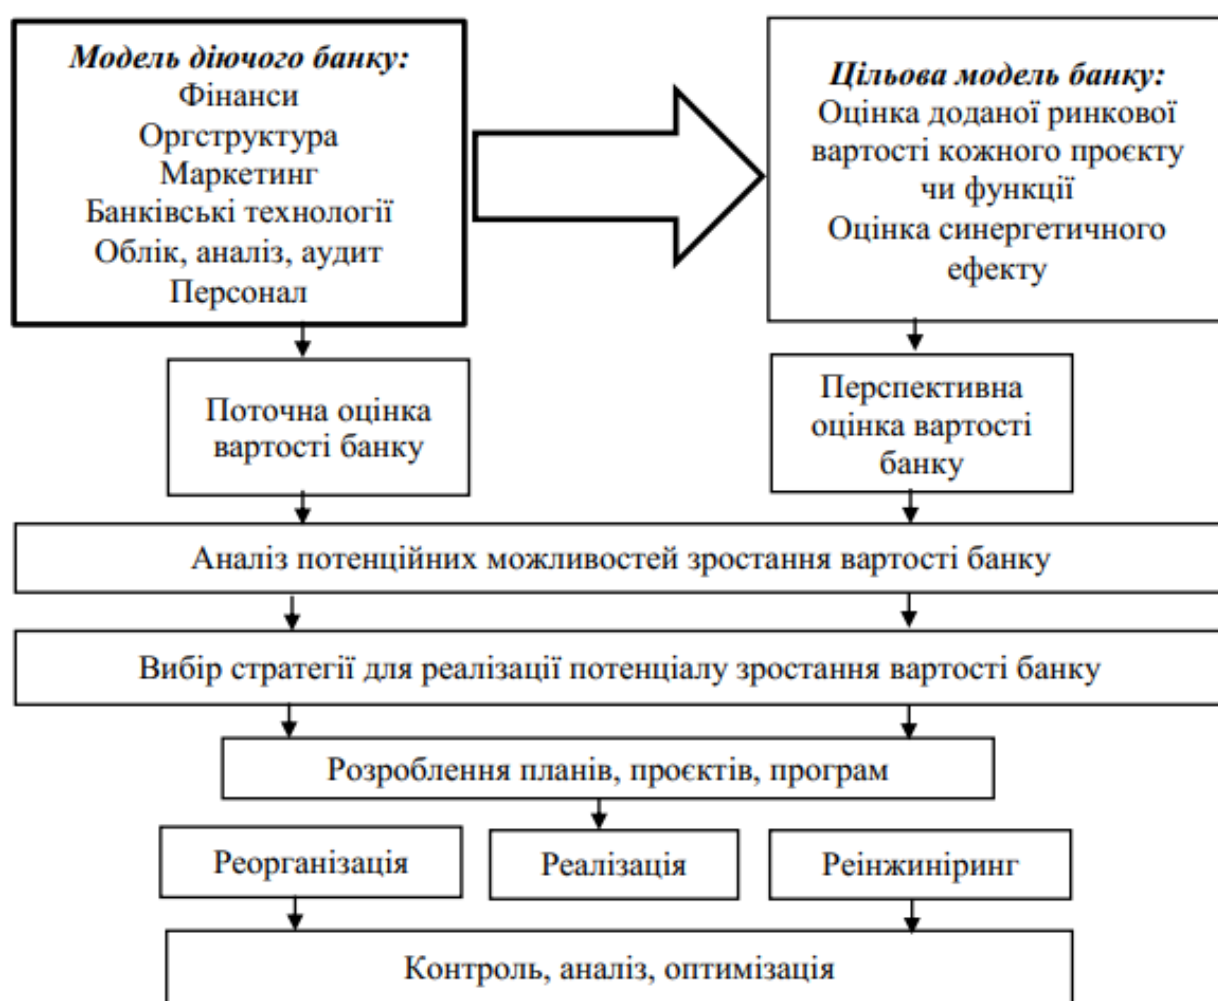 Модель діючого банку:
Фінанси
Оргструктура
Маркетинг
Банківські технології
Облік, аналіз, аудит
Персонал
Цільова модель банку:
Оцінка доданої ринкової
вартості кожного проєкту
чи функції
Оцінка синергетичного
ефекту
Поточна оцінка
вартості банку
Перспективна
оцінка вартості
банку
Аналіз потенційних можливостей зростання вартості банку
Вибір стратегії для реалізації потенціалу зростання вартості банку
Розроблення планів, проєктів, програм
Реорганізація
Реалізація
Реінжиніринг
Контроль, аналіз, оптимізація